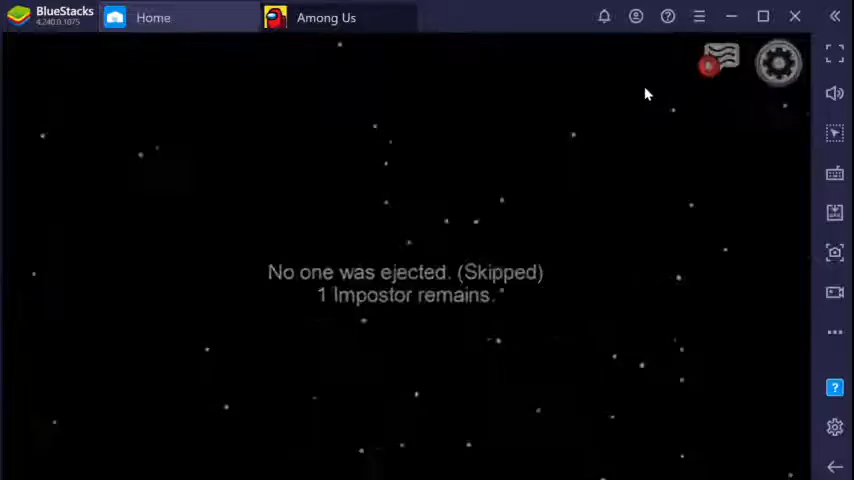 BlueStacks
4.240.0.1075
Home
Among Us
No one was ejected. (Skipped)
1 Impostor remains.